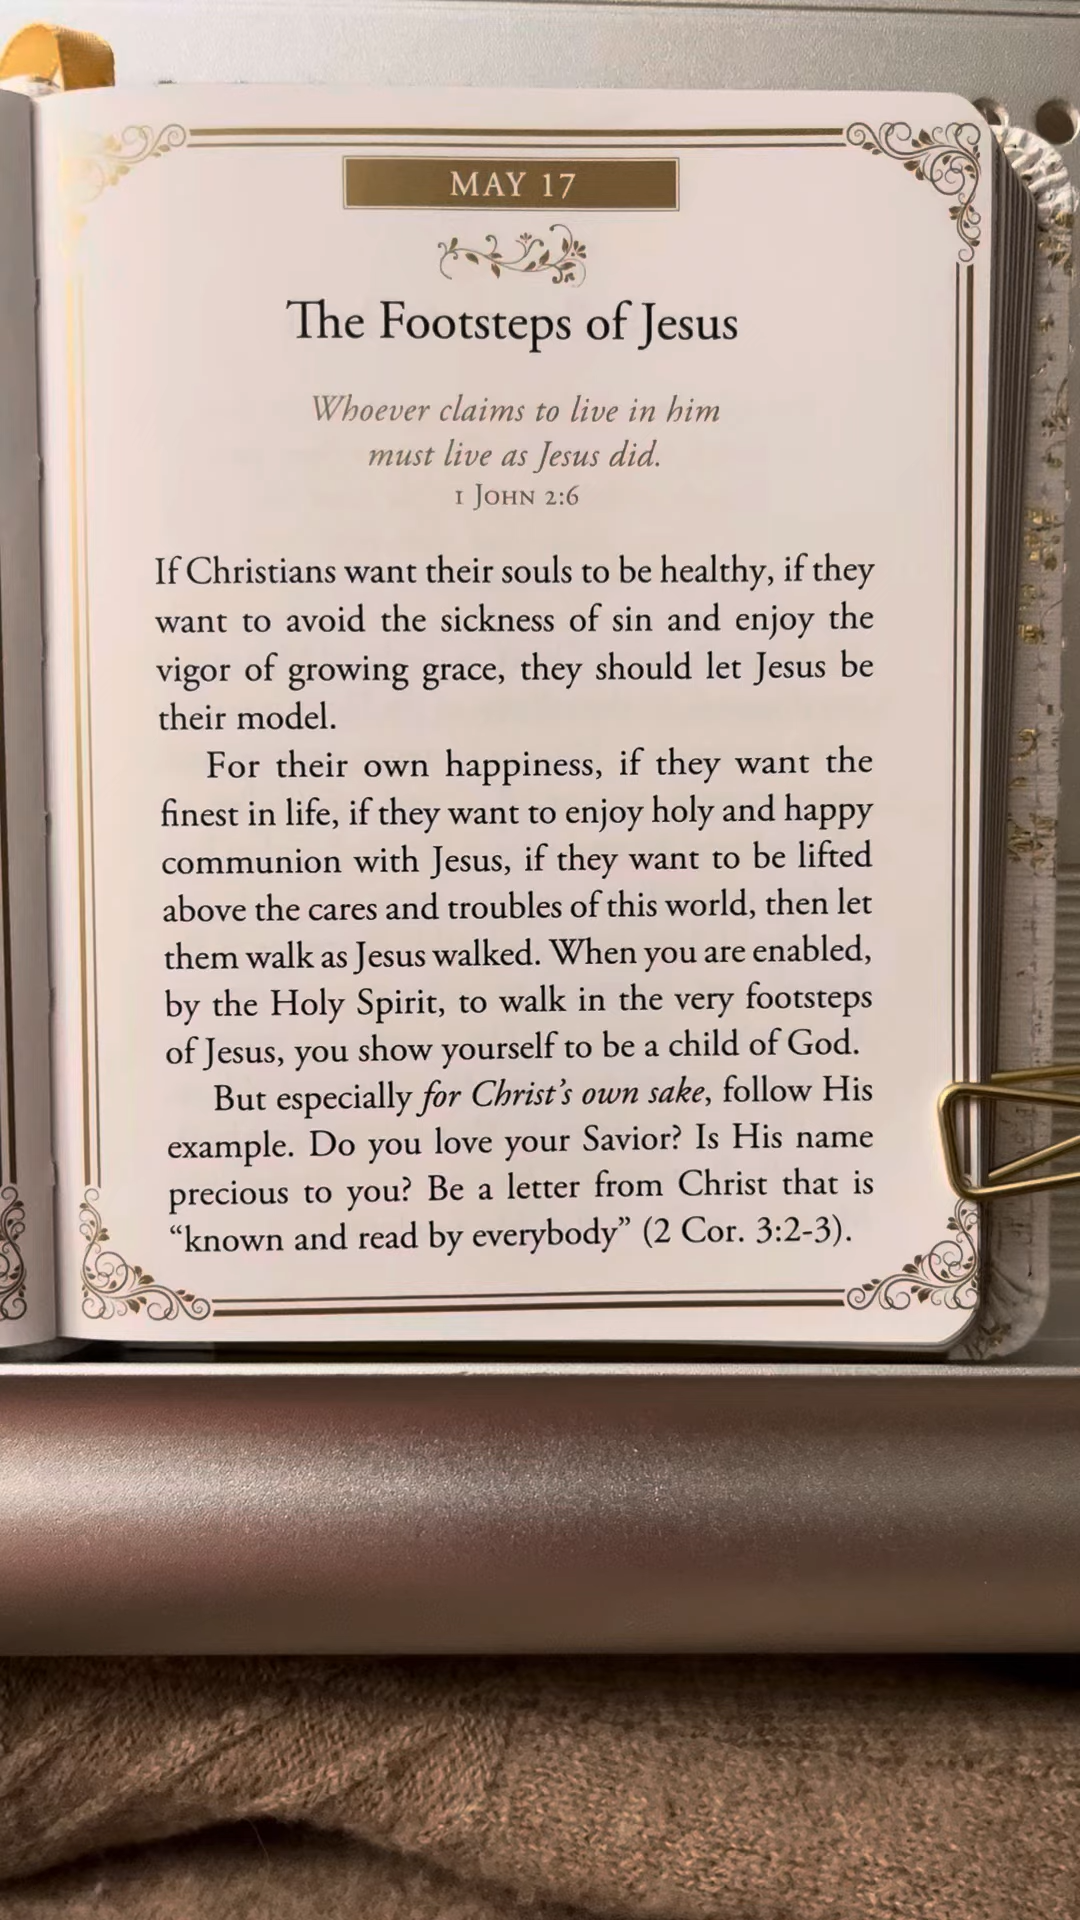 MAY 17
The Footsteps of Jesus
Whoever claims to live in him
must live as Jesus did.
1 JOHN 2:6
If Christians want their souls to be healthy, if they
want to avoid the sickness of sin and enjoy the
vigor of growing grace, they should let Jesus be
their model.
For their own happiness, if they want the
finest in life, if they want to enjoy holy and happy
communion with Jesus, if they want to be lifted
above the cares and troubles of this world, then let
them walk as Jesus walked. When you are enabled,
by the Holy Spirit, to walk in the very footsteps
of Jesus, you show yourself to be a child of God.
But especially for Christ’s own sake, follow His
example. Do you love your Savior? Is His name
precious to you? Be a letter from Christ that is
“known and read by everybody” (2 Cor. 3:2-3).